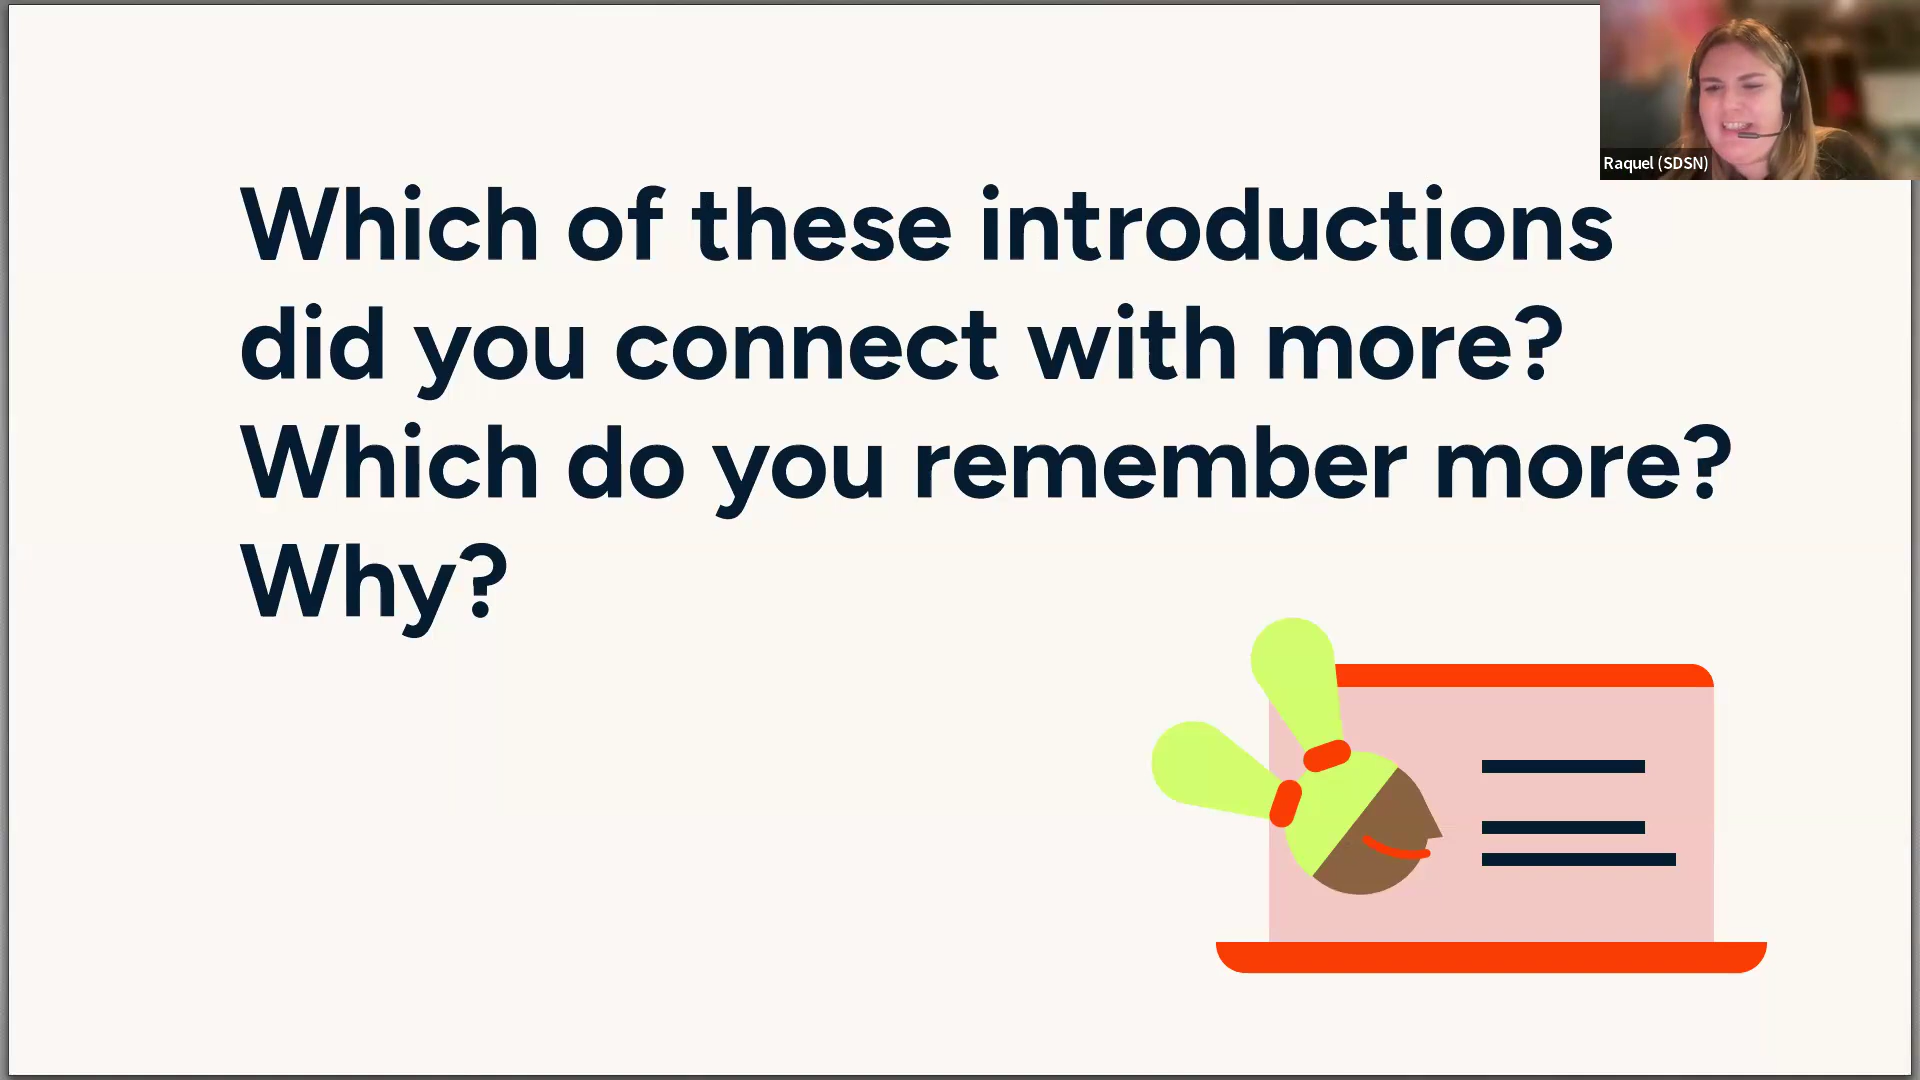 Which of these introductions
did you connect with more?
Which do you remember more?
Why?
Raquel (SDSN)